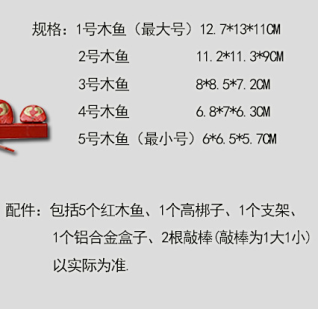 规格：1号木鱼（最大号）12.7*13*11CM
2号木鱼 11.2*11.3*9CM
3号木鱼 8*8.5*7.2CM
4号木鱼 6.8*7*6.3CM
5号木鱼（最小号）6*6.5*5.7CM
配件：包括5个红木鱼、1个高梆子、1个支架、
1个铝合金盒子、2根敲棒(敲棒为1大1小)
以实际为准.